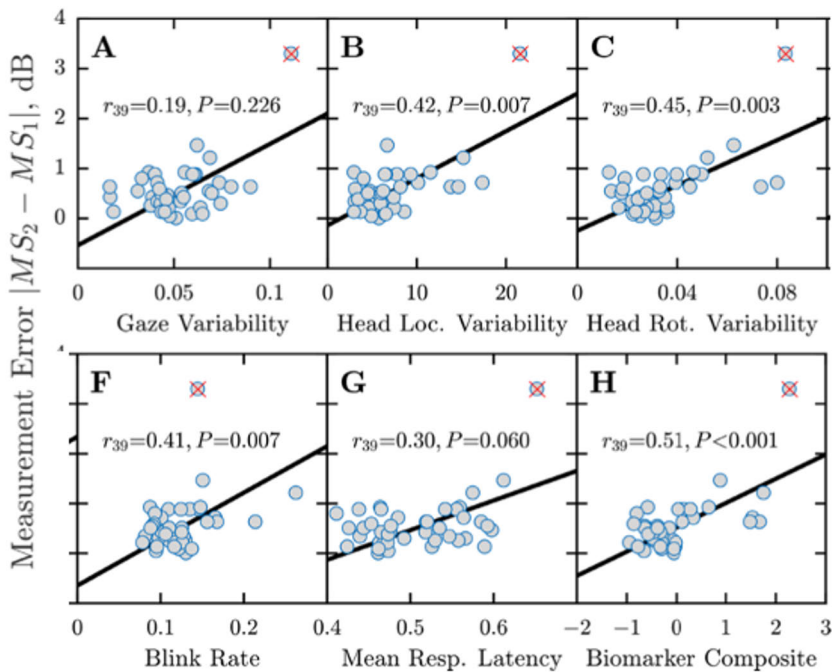 Measurement Error |MS₂ − MS₁|, dB
4
3
2
1
0
A
r₃₉=0.19, P=0.226
0
0.05
0.1
Gaze Variability
B
r₃₉=0.42, P=0.007
0
10
20
Head Loc. Variability
C
r₃₉=0.45, P=0.003
0
0.04
0.08
Head Rot. Variability
F
r₃₉=0.41, P=0.007
0
0.1
0.2
Blink Rate
G
r₃₉=0.30, P=0.060
0.4
0.5
0.6
Mean Resp. Latency
H
r₃₉=0.51, P<0.001
−2
−1
0
1
2
3
Biomarker Composite